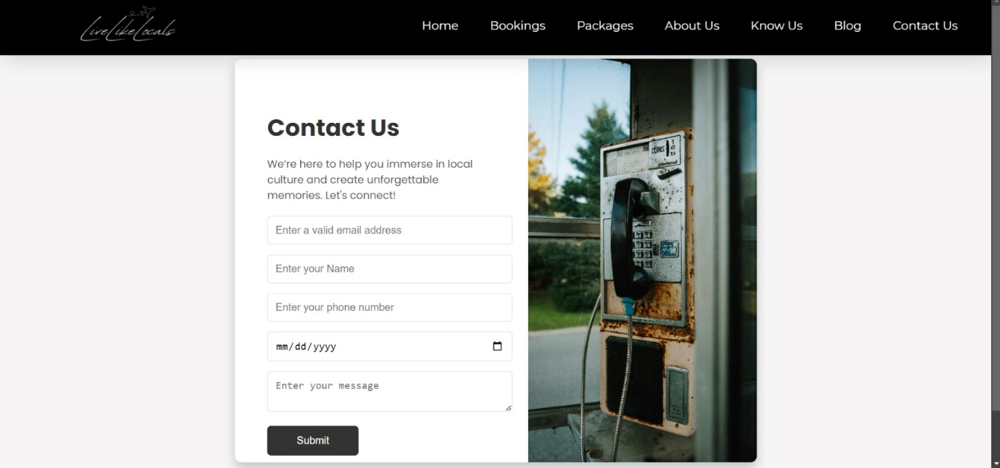 LiveLikeLocals
Home Bookings Packages About Us Know Us Blog Contact Us
Contact Us
We're here to help you immerse in local
culture and create unforgettable
memories. Let's connect!
Enter a valid email address
Enter your Name
Enter your phone number
mm/dd/yyyy
Enter your message
Submit
COINS